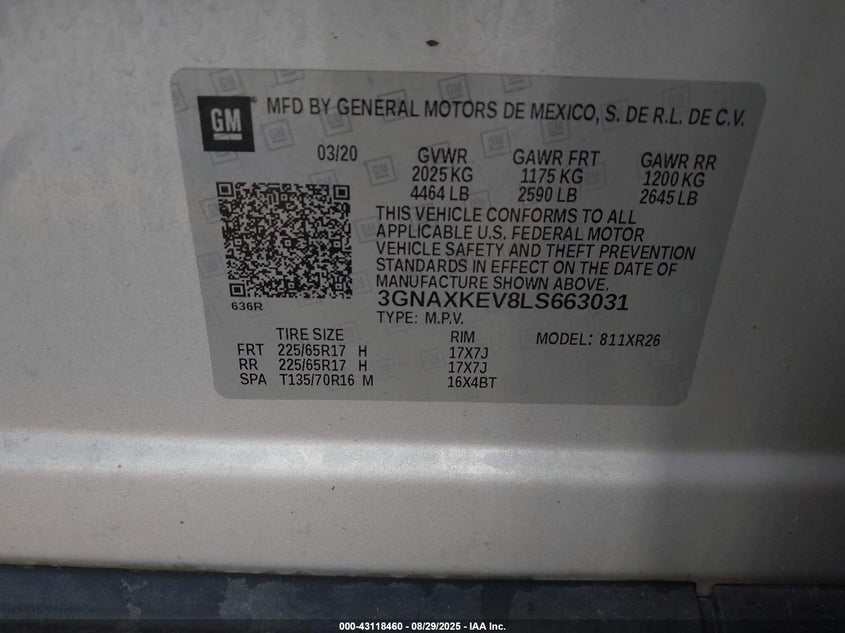 GM
MFD BY GENERAL MOTORS DE MEXICO, S. DE R.L. DE C.V.
03/20 GVWR GAWR FRT GAWR RR
2025 KG 1175 KG 1200 KG
4464 LB 2590 LB 2645 LB
THIS VEHICLE CONFORMS TO ALL
APPLICABLE U.S. FEDERAL MOTOR
VEHICLE SAFETY AND THEFT PREVENTION
STANDARDS IN EFFECT ON THE DATE OF
MANUFACTURE SHOWN ABOVE.
636R
3GNAXKEV8LS663031
TYPE: M.P.V.
TIRE SIZE RIM MODEL: 811XR26
FRT 225/65R17 H 17X7J
RR 225/65R17 H 17X7J
SPA T135/70R16 M 16X4BT
000-43118460 - 08/29/2025 - IAA Inc.